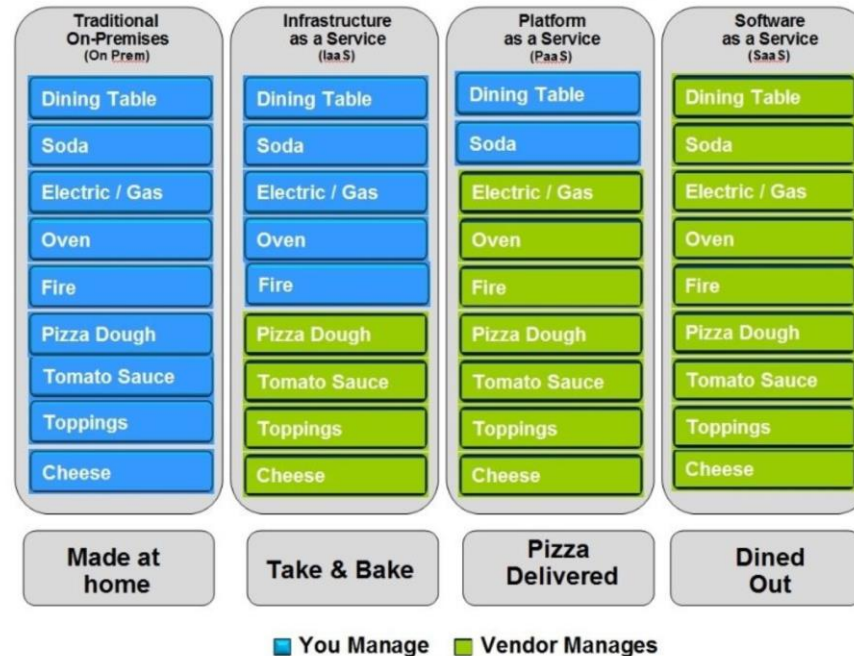 Traditional
On-Premises
(On Prem)
Dining Table
Soda
Electric / Gas
Oven
Fire
Pizza Dough
Tomato Sauce
Toppings
Cheese
Made at
home
Infrastructure
as a Service
(IaaS)
Dining Table
Soda
Electric / Gas
Oven
Fire
Pizza Dough
Tomato Sauce
Toppings
Cheese
Take & Bake
Platform
as a Service
(PaaS)
Dining Table
Soda
Electric / Gas
Oven
Fire
Pizza Dough
Tomato Sauce
Toppings
Cheese
Pizza
Delivered
Software
as a Service
(SaaS)
Dining Table
Soda
Electric / Gas
Oven
Fire
Pizza Dough
Tomato Sauce
Toppings
Cheese
Dined
Out
You Manage
Vendor Manages